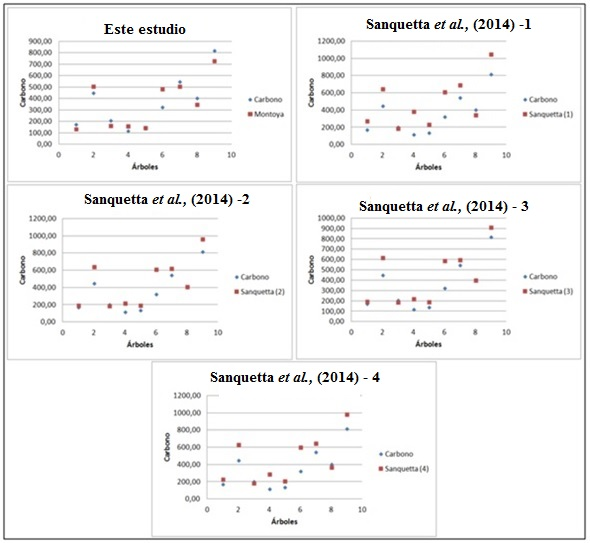 Este estudio
900,00
800,00
700,00
600,00
500,00
400,00
300,00
200,00
100,00
0,00
Carbono
0 2 4 6 8 10
Árboles
Carbono
Montoya
Sanquetta et al., (2014) -1
1200,00
1000,00
800,00
600,00
400,00
200,00
0,00
Carbono
0 2 4 6 8 10
Árboles
Carbono
Sanquetta (1)
Sanquetta et al., (2014) -2
1200,00
1000,00
800,00
600,00
400,00
200,00
0,00
Carbono
0 2 4 6 8 10
Árboles
Carbono
Sanquetta (2)
Sanquetta et al., (2014) - 3
1000,00
900,00
800,00
700,00
600,00
500,00
400,00
300,00
200,00
100,00
0,00
Carbono
0 2 4 6 8 10
Árboles
Carbono
Sanquetta (3)
Sanquetta et al., (2014) - 4
1200,00
1000,00
800,00
600,00
400,00
200,00
0,00
Carbono
0 2 4 6 8 10
Árboles
Carbono
Sanquetta (4)